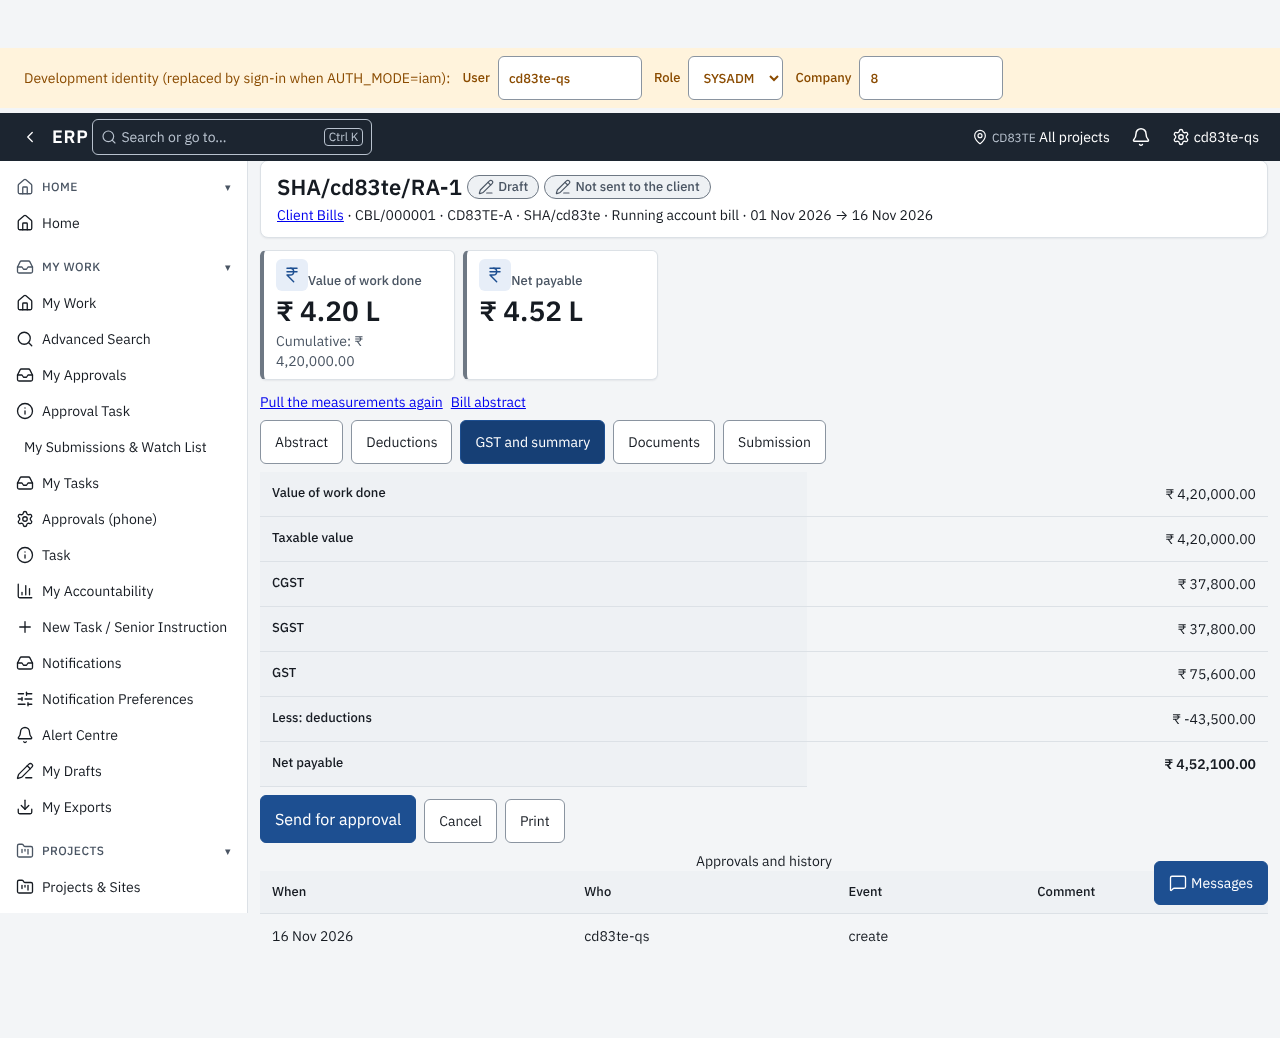 Development identity (replaced by sign-in when AUTH_MODE=iam): User cd83te-qs Role SYSADM Company 8
ERP Search or go to... Ctrl K CD83TE All projects cd83te-qs
HOME
Home
MY WORK
My Work
Advanced Search
My Approvals
Approval Task
My Submissions & Watch List
My Tasks
Approvals (phone)
Task
My Accountability
New Task / Senior Instruction
Notifications
Notification Preferences
Alert Centre
My Drafts
My Exports
PROJECTS
Projects & Sites
SHA/cd83te/RA-1 Draft Not sent to the client
Client Bills · CBL/000001 · CD83TE-A · SHA/cd83te · Running account bill · 01 Nov 2026 → 16 Nov 2026
₹ Value of work done
₹ 4.20 L
Cumulative: ₹
4,20,000.00
₹ Net payable
₹ 4.52 L
Pull the measurements again Bill abstract
Abstract Deductions GST and summary Documents Submission
Value of work done ₹ 4,20,000.00
Taxable value ₹ 4,20,000.00
CGST ₹ 37,800.00
SGST ₹ 37,800.00
GST ₹ 75,600.00
Less: deductions ₹ -43,500.00
Net payable ₹ 4,52,100.00
Send for approval Cancel Print
Approvals and history
When Who Event Comment
Messages
16 Nov 2026 cd83te-qs create